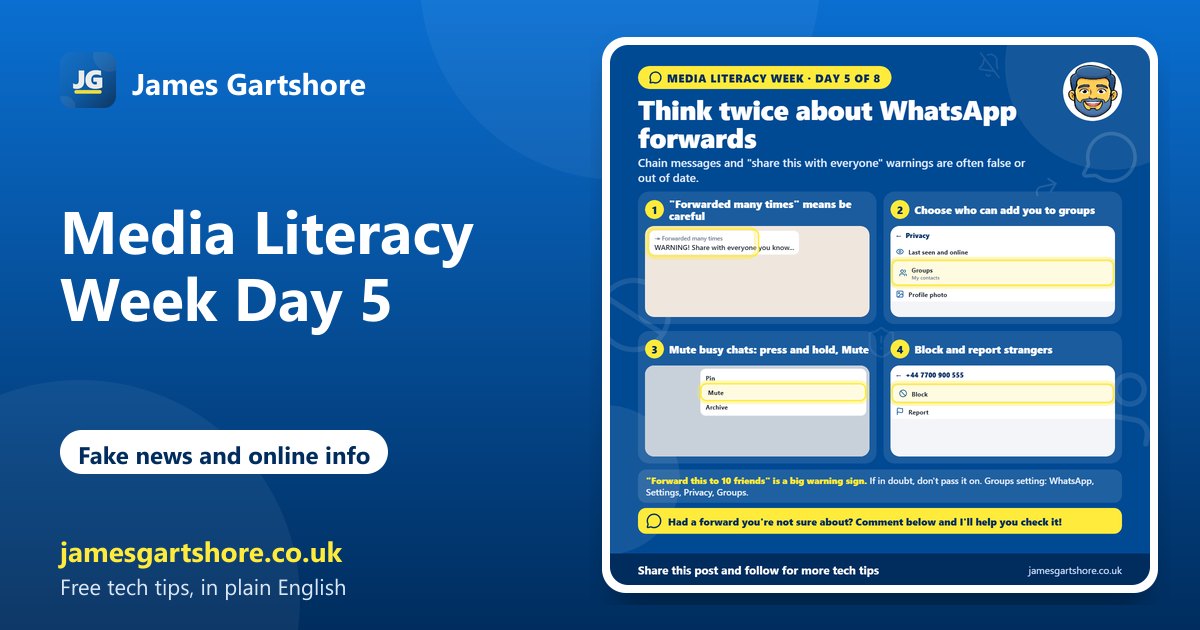 JG
James Gartshore
Media Literacy
Week Day 5
Fake news and online info
jamesgartshore.co.uk
Free tech tips, in plain English
MEDIA LITERACY WEEK · DAY 5 OF 8
Think twice about WhatsApp
forwards
Chain messages and "share this with everyone" warnings are often false or
out of date.
1
"Forwarded many times" means be
careful
Forwarded many times
WARNING! Share with everyone you know...
2
Choose who can add you to groups
← Privacy
Last seen and online
Groups
My contacts
Profile photo
3
Mute busy chats: press and hold, Mute
Pin
Mute
Archive
4
Block and report strangers
← +44 7700 900 555
Block
Report
"Forward this to 10 friends" is a big warning sign. If in doubt, don't pass it on. Groups setting: WhatsApp,
Settings, Privacy, Groups.
Had a forward you're not sure about? Comment below and I'll help you check it!
Share this post and follow for more tech tips
jamesgartshore.co.uk